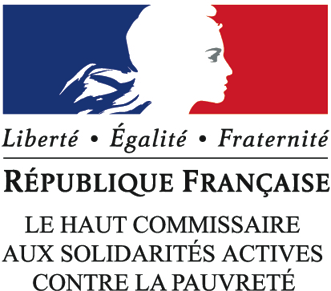 Liberté • Égalité • Fraternité
RÉPUBLIQUE FRANÇAISE
LE HAUT COMMISSAIRE
AUX SOLIDARITÉS ACTIVES
CONTRE LA PAUVRETÉ